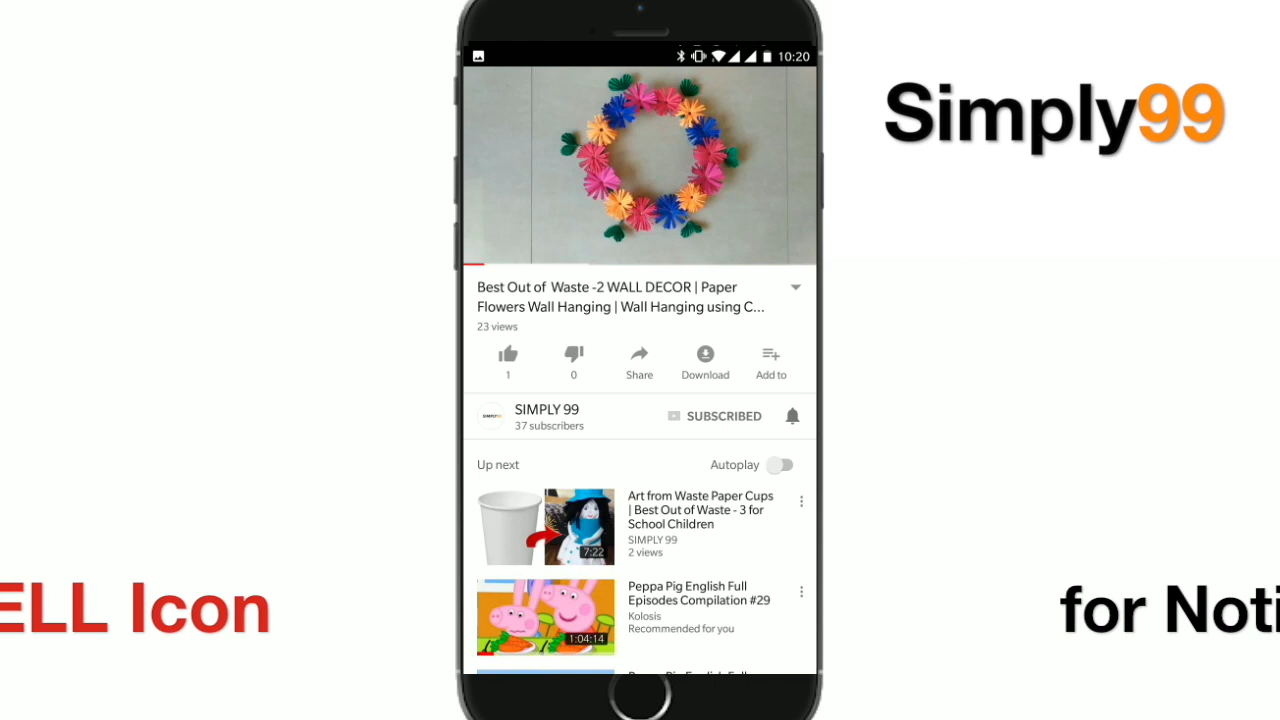 10:20
Simply99
Best Out of Waste -2 WALL DECOR | Paper
Flowers Wall Hanging | Wall Hanging using C...
23 views
1
0
Share
Download
Add to
SIMPLY 99
37 subscribers
SUBSCRIBED
Up next
Autoplay
Art from Waste Paper Cups
| Best Out of Waste - 3 for
School Children
SIMPLY 99
2 views
7:22
Peppa Pig English Full
Episodes Compilation #29
Kolosis
Recommended for you
1:04:14
ELL Icon
for Noti